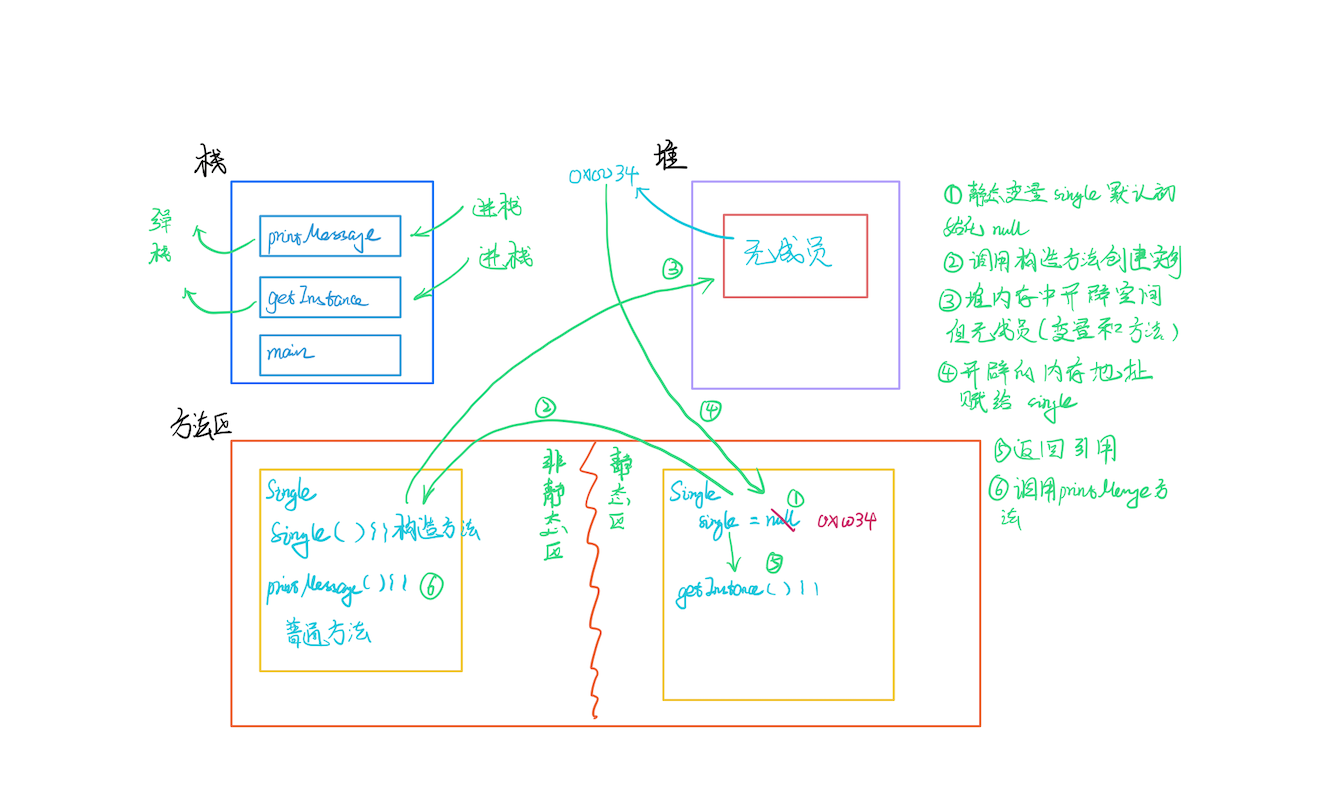 栈
弹
栈
printMessage
进栈
getInstance
进栈
main
0x0034
堆
无成员
③
① 静态变量 single 默认初
始化 null
② 调用构造方法创建实例
③ 堆内存中开辟空间
但无成员(变量和方法)
④ 开辟的内存地址
赋给 single
⑤ 返回引用
⑥ 调用printMessage方
法
方法区
②
④
非静态区
静态区
Single
Single(){}构造方法
printMessage(){}
⑥
普通方法
Single
①
single = null 0x0034
⑤
getInstance(){}